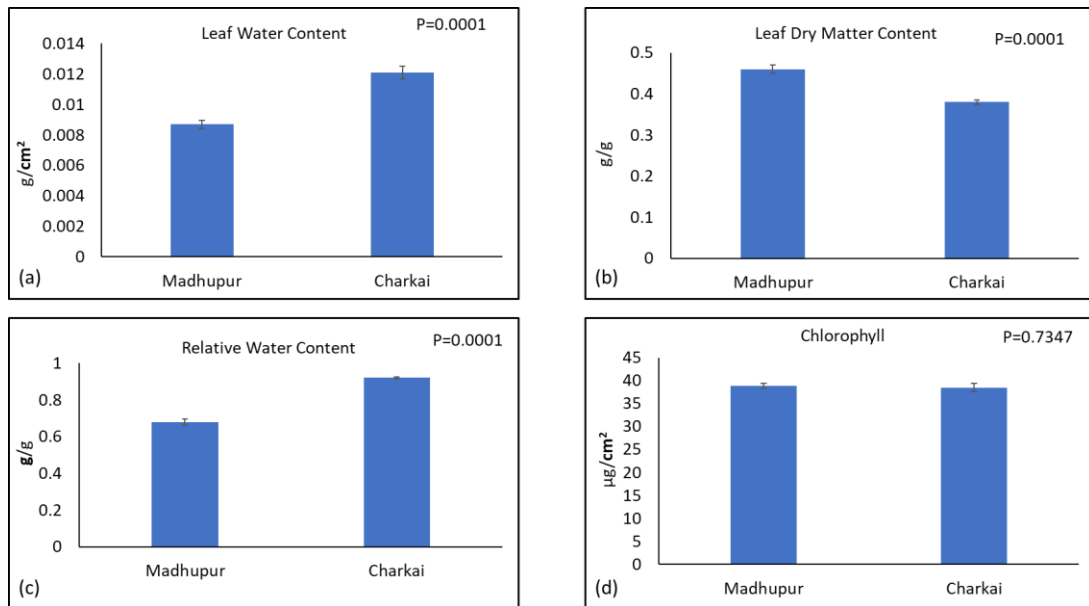 Leaf Water Content
P=0.0001
0.014
0.012
0.01
0.008
0.006
0.004
0.002
0
g/cm²
Madhupur Charkai
(a)
Leaf Dry Matter Content
P=0.0001
0.5
0.4
0.3
0.2
0.1
0
g/g
Madhupur Charkai
(b)
Relative Water Content
P=0.0001
1
0.8
0.6
0.4
0.2
0
g/g
Madhupur Charkai
(c)
Chlorophyll
P=0.7347
45
40
35
30
25
20
15
10
5
0
µg/cm²
Madhupur Charkai
(d)